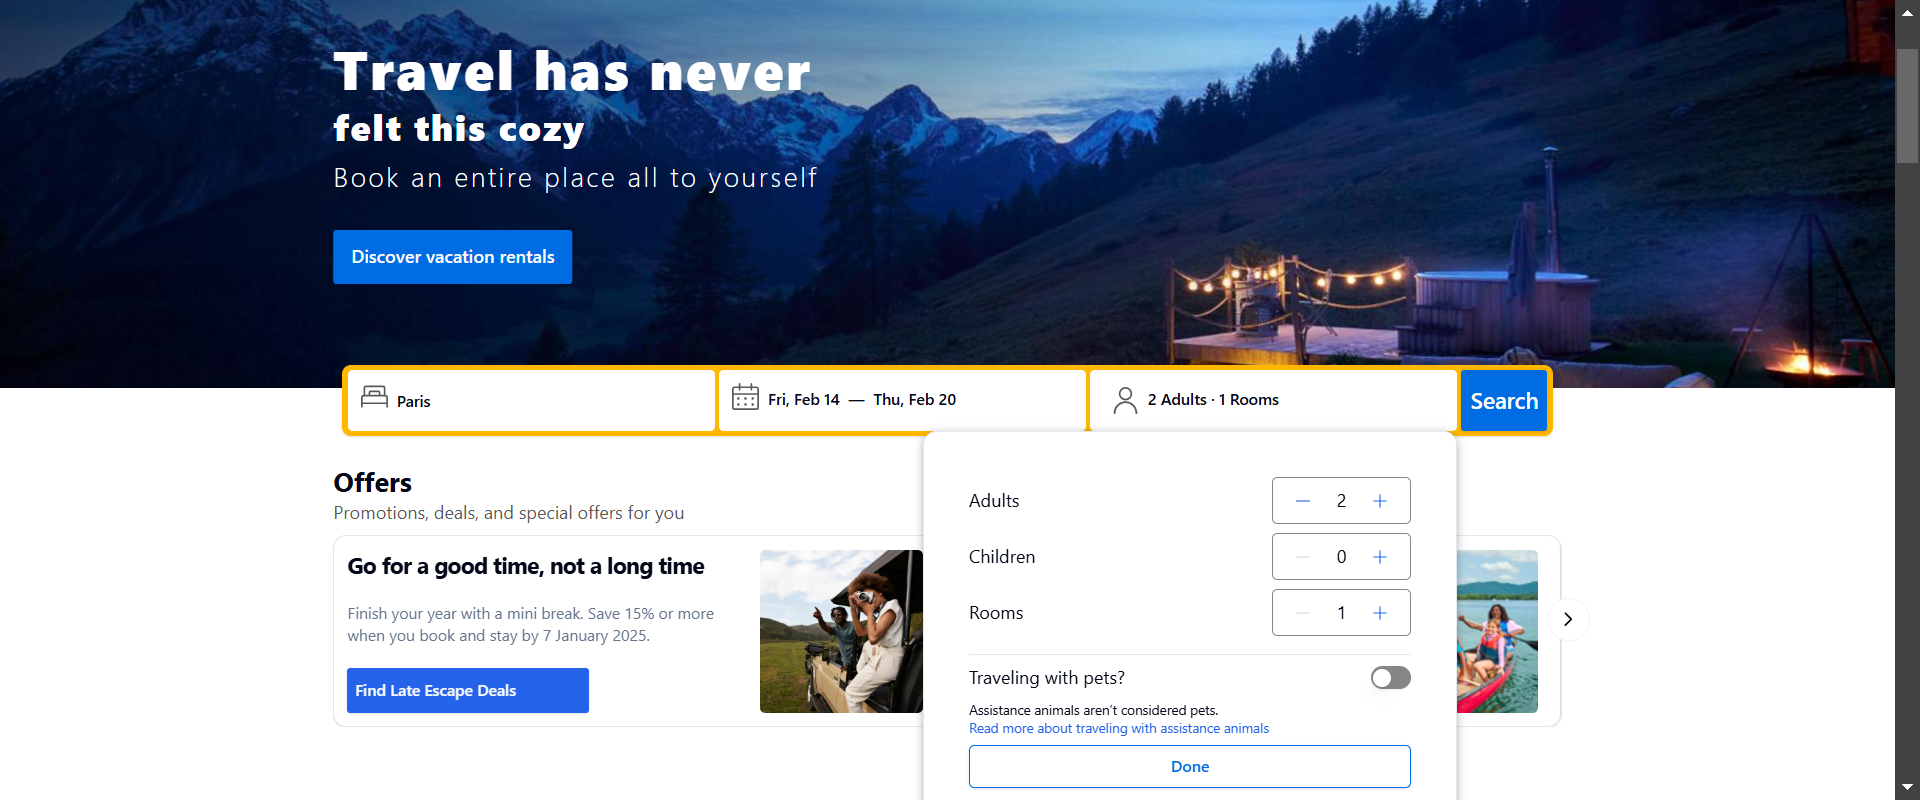 Travel has never
felt this cozy
Book an entire place all to yourself
Discover vacation rentals
Paris
Fri, Feb 14 — Thu, Feb 20
2 Adults · 1 Rooms
Search
Offers
Promotions, deals, and special offers for you
Go for a good time, not a long time
Finish your year with a mini break. Save 15% or more
when you book and stay by 7 January 2025.
Find Late Escape Deals
Adults
2
Children
0
Rooms
1
Traveling with pets?
Assistance animals aren’t considered pets.
Read more about traveling with assistance animals
Done